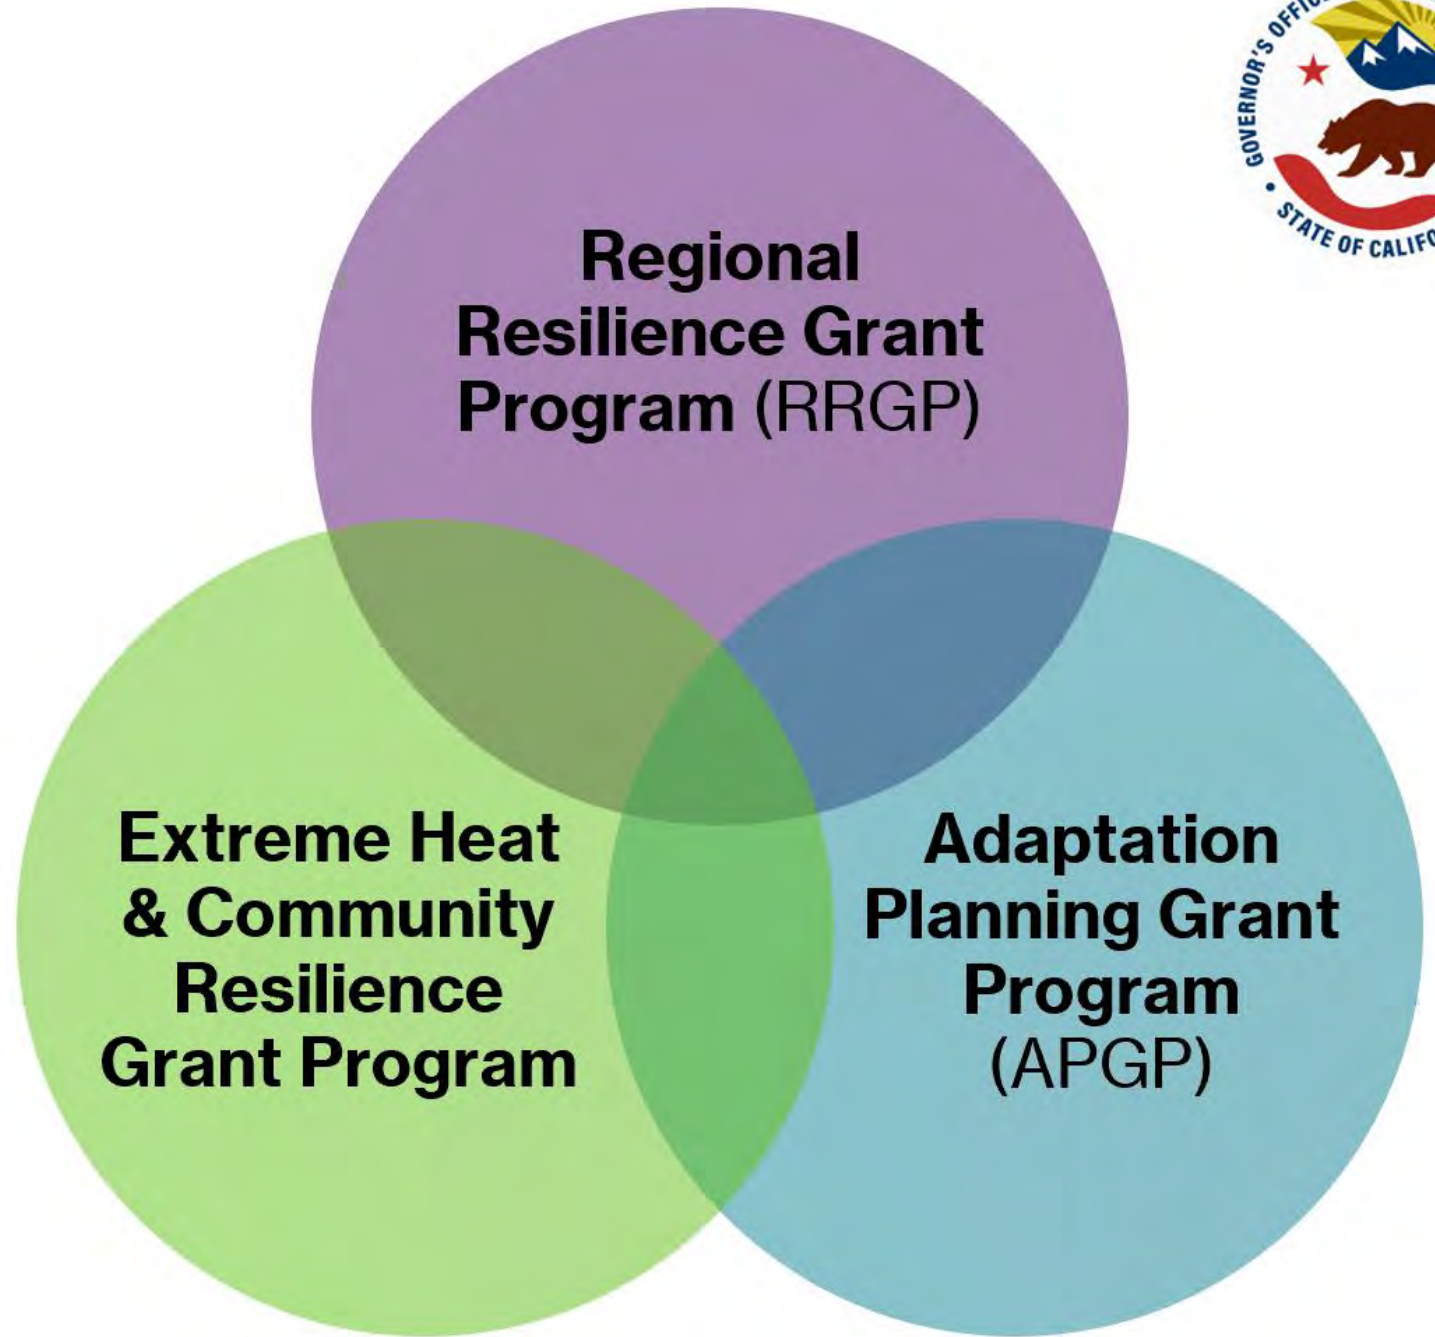 GOVERNOR'S
STATE OF
Regional
Resilience Grant
Program (RRGP)
Extreme Heat
& Community
Resilience
Grant Program
Adaptation
Planning Grant
Program
(APGP)